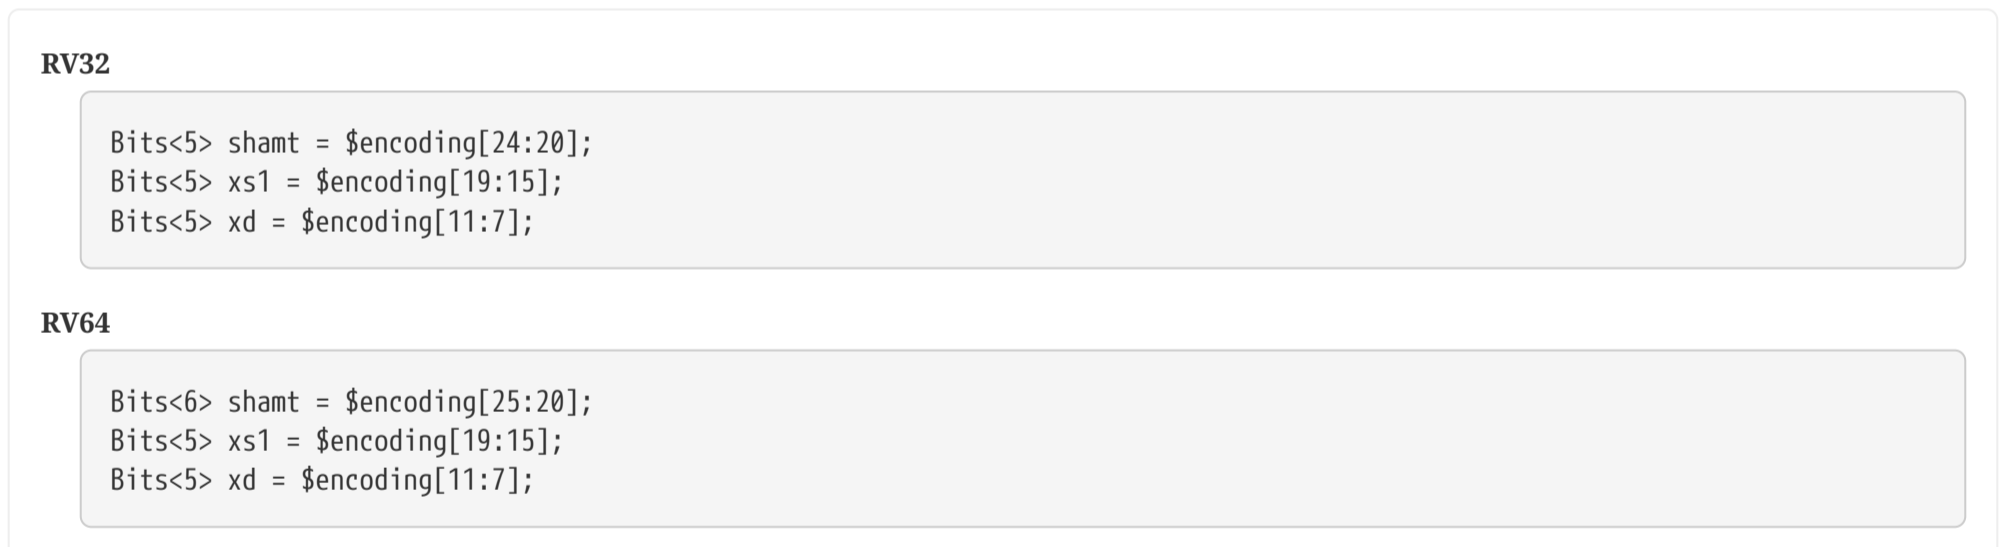 RV32
Bits<5> shamt = $encoding[24:20];
Bits<5> xs1 = $encoding[19:15];
Bits<5> xd = $encoding[11:7];
RV64
Bits<6> shamt = $encoding[25:20];
Bits<5> xs1 = $encoding[19:15];
Bits<5> xd = $encoding[11:7];